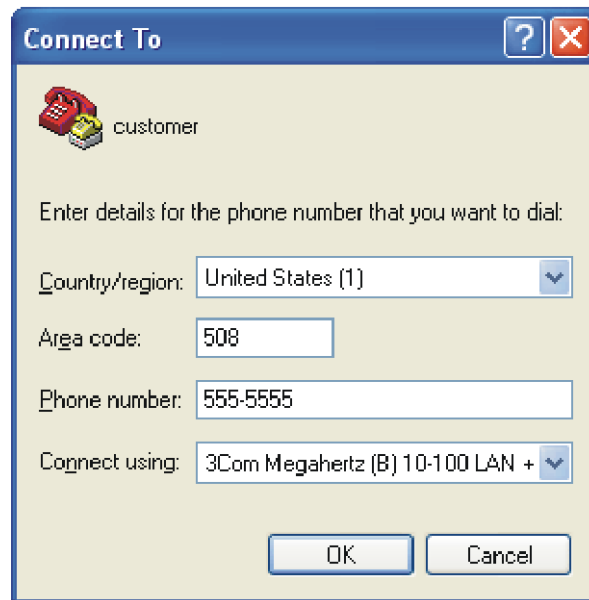 Connect To
?
customer
Enter details for the phone number that you want to dial:
Country/region: United States (1)
Area code: 508
Phone number: 555-5555
Connect using: 3Com Megahertz (B) 10-100 LAN +
OK Cancel